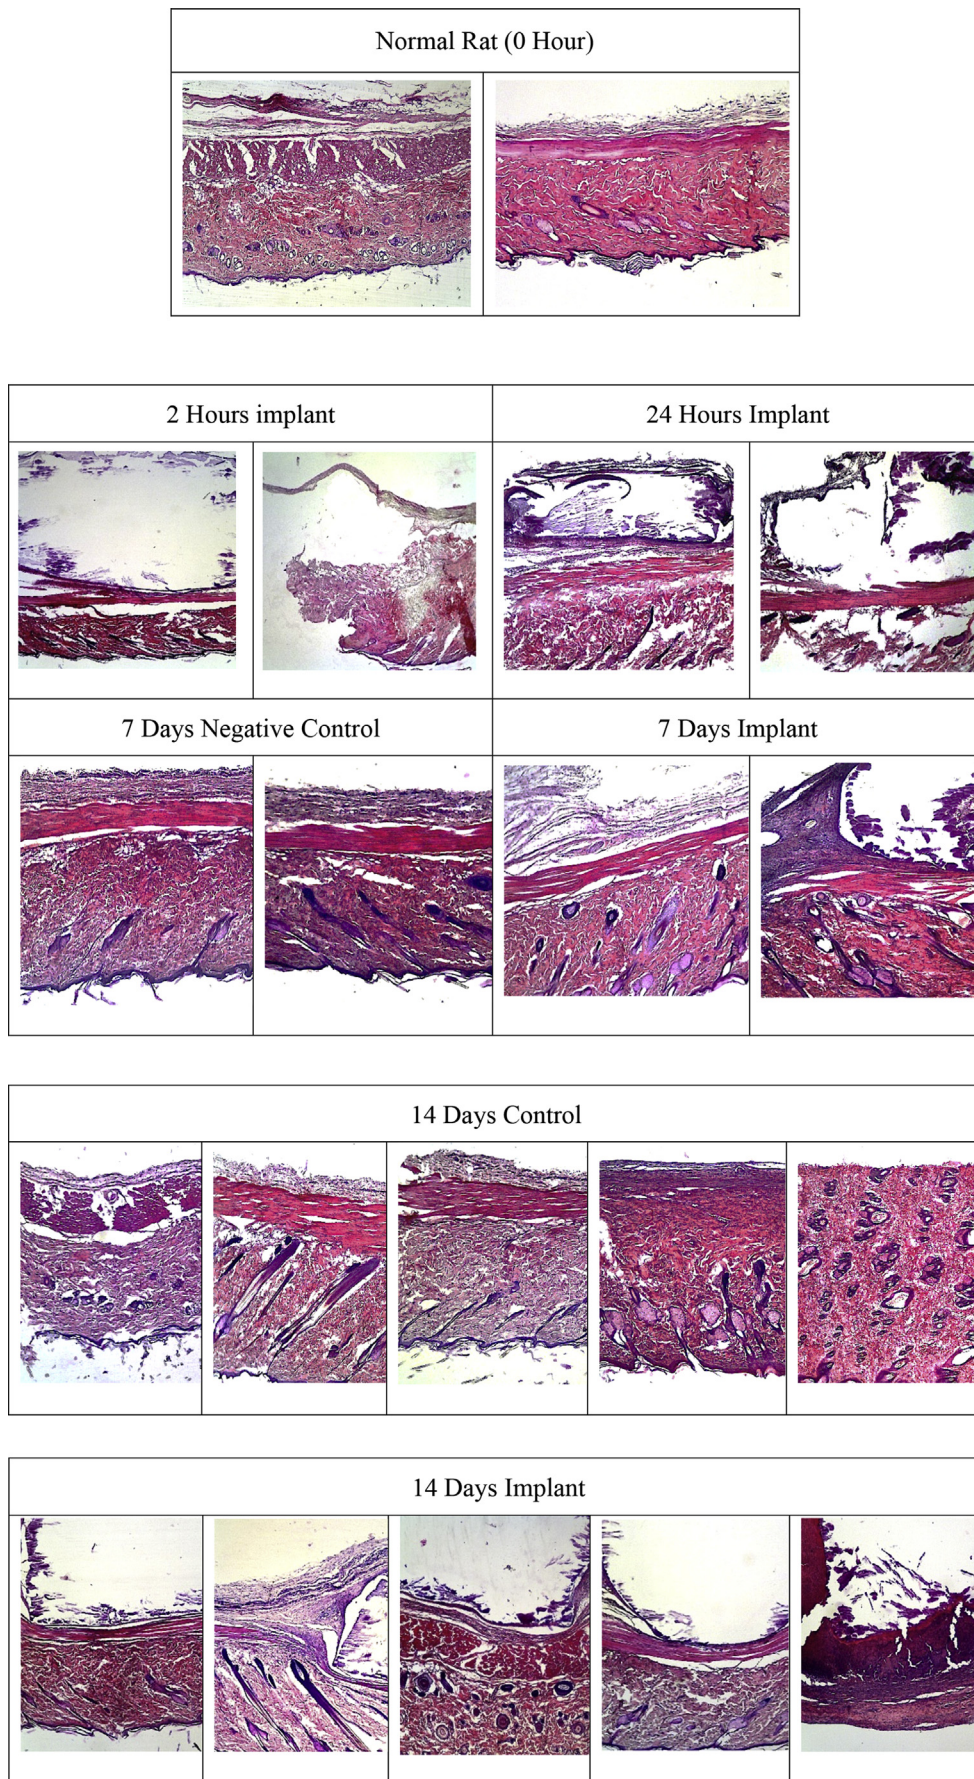 Normal Rat (0 Hour)
2 Hours implant
24 Hours Implant
7 Days Negative Control
7 Days Implant
14 Days Control
14 Days Implant